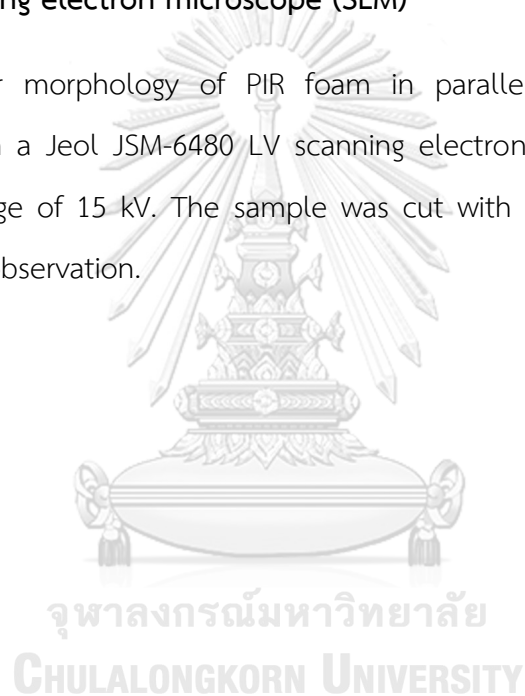 ng electron microscope (SEM)
r morphology of PIR foam in paralle
a Jeol JSM-6480 LV scanning electron
ge of 15 kV. The sample was cut with
bservation.
จุฬาลงกรณ์มหาวิทยาลัย
CHULALONGKORN UNIVERSITY